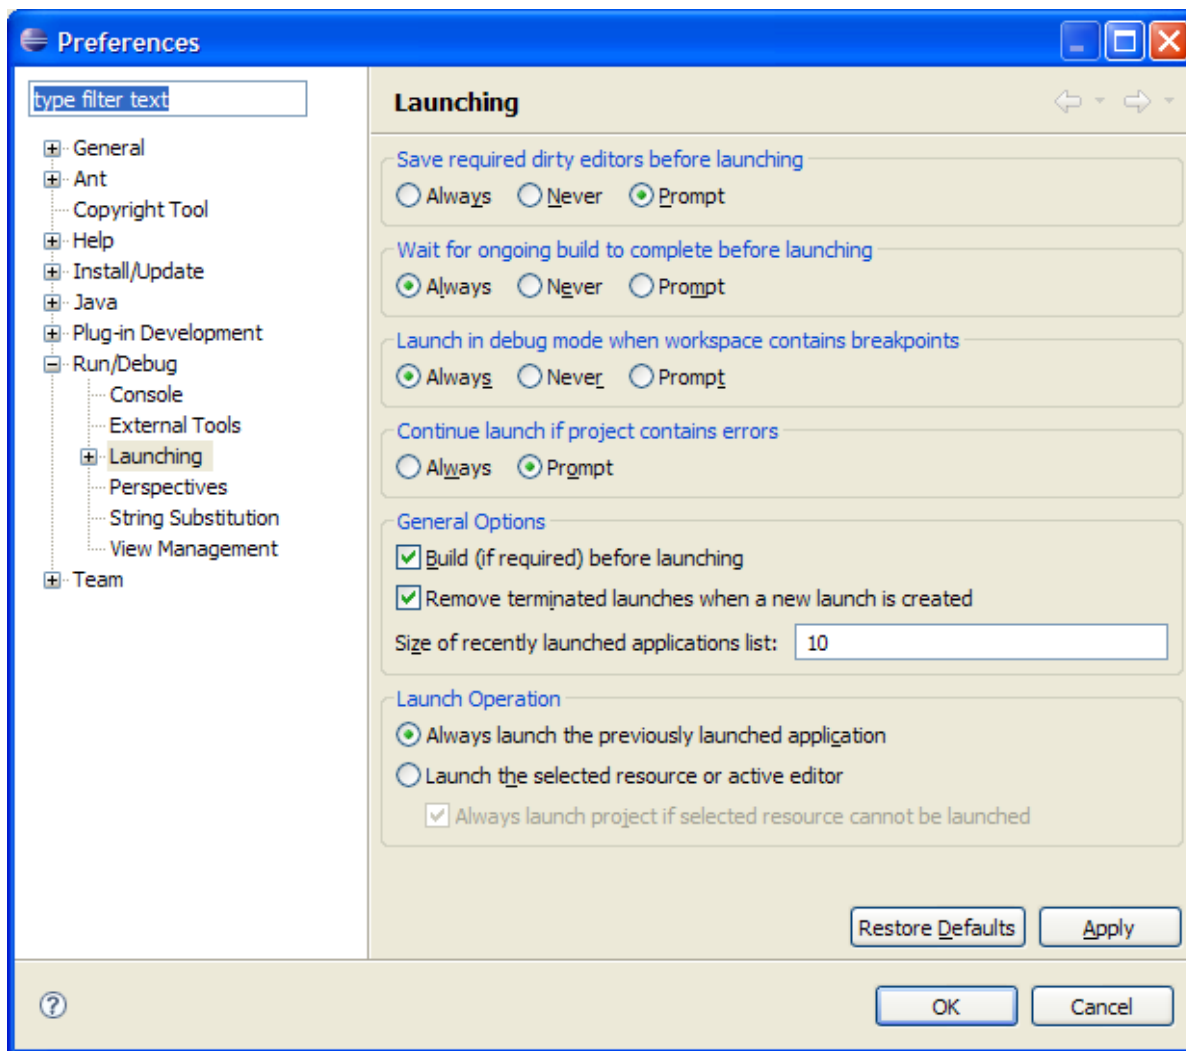 Preferences
type filter text
General
Ant
Copyright Tool
Help
Install/Update
Java
Plug-in Development
Run/Debug
Console
External Tools
Launching
Perspectives
String Substitution
View Management
Team
Launching
Save required dirty editors before launching
Always Never Prompt
Wait for ongoing build to complete before launching
Always Never Prompt
Launch in debug mode when workspace contains breakpoints
Always Never Prompt
Continue launch if project contains errors
Always Prompt
General Options
Build (if required) before launching
Remove terminated launches when a new launch is created
Size of recently launched applications list: 10
Launch Operation
Always launch the previously launched application
Launch the selected resource or active editor
Always launch project if selected resource cannot be launched
Restore Defaults Apply
? OK Cancel